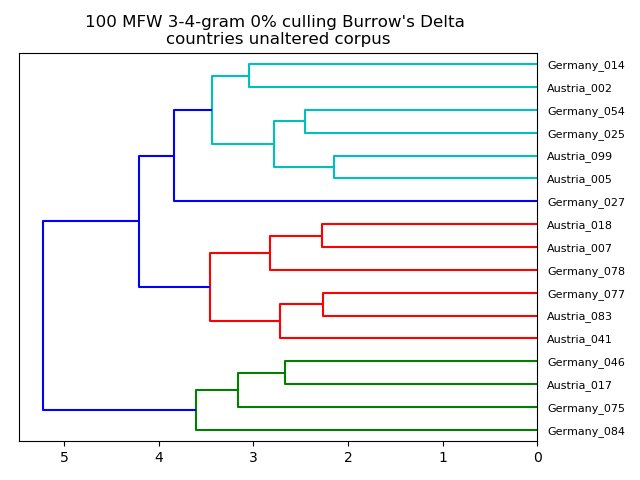 100 MFW 3-4-gram 0% culling Burrow's Delta
countries unaltered corpus
Germany_014
Austria_002
Germany_054
Germany_025
Austria_099
Austria_005
Germany_027
Austria_018
Austria_007
Germany_078
Germany_077
Austria_083
Austria_041
Germany_046
Austria_017
Germany_075
Germany_084
5 4 3 2 1 0